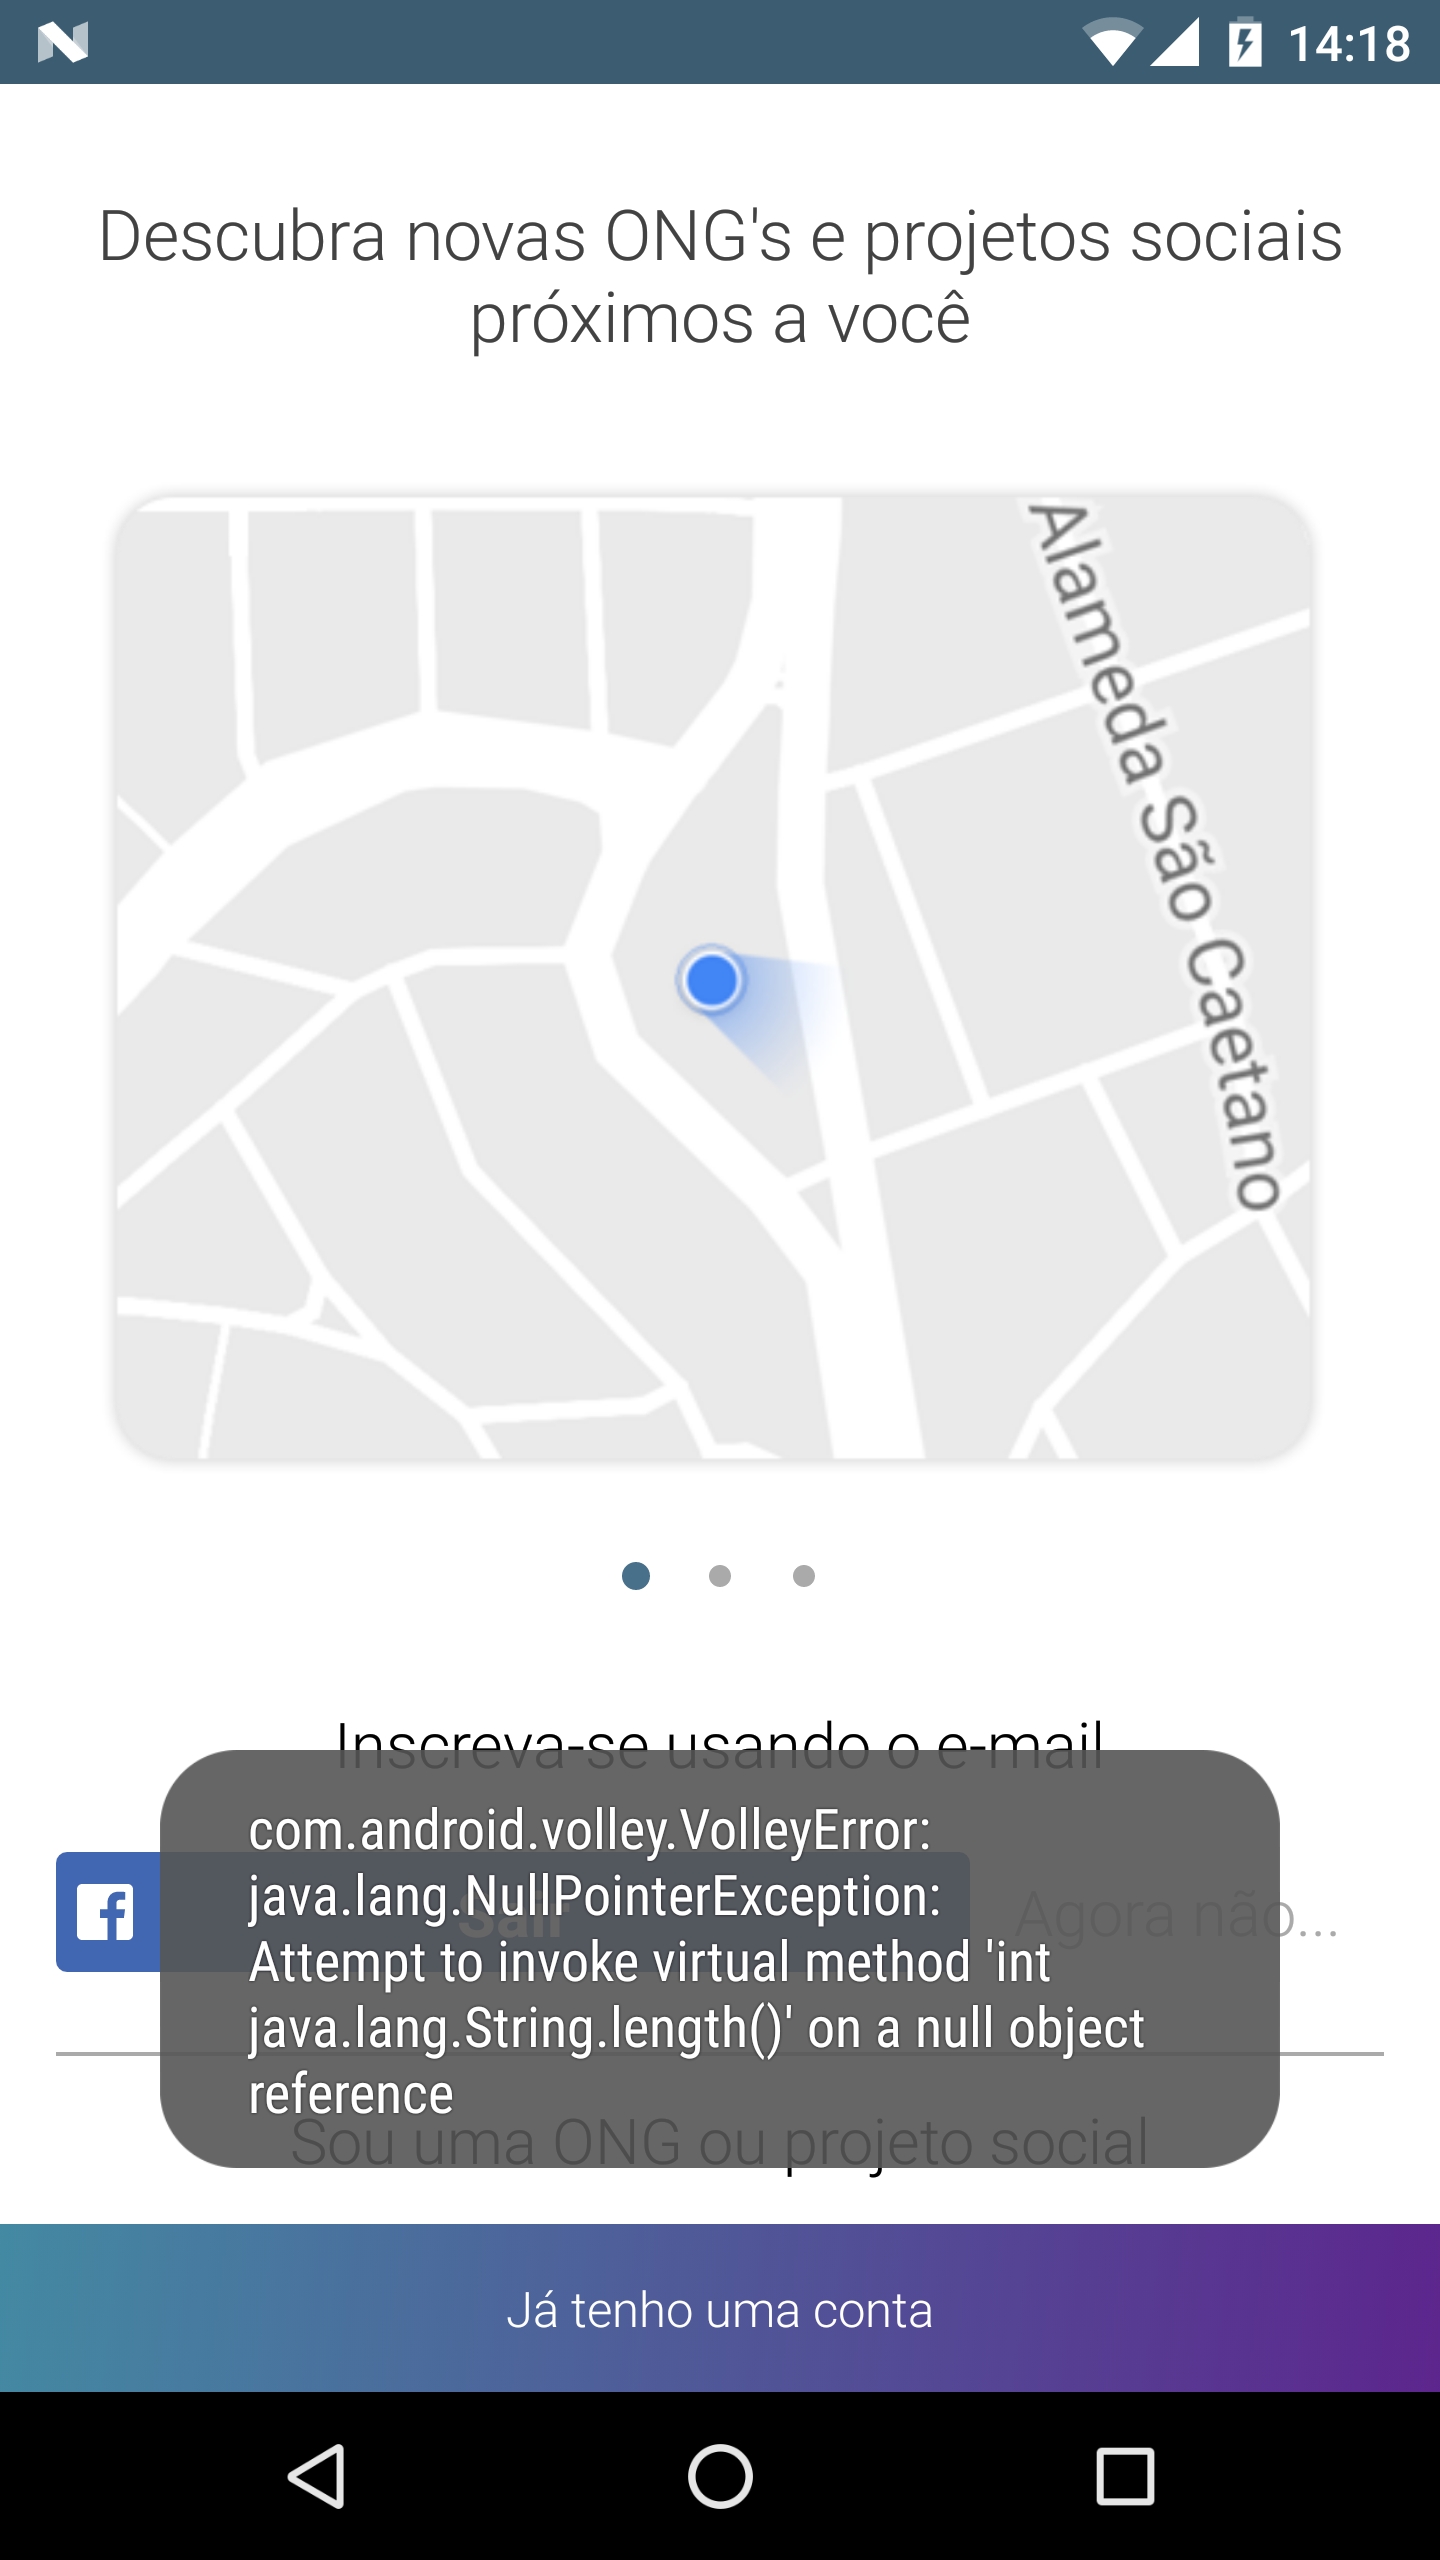 14:18
Descubra novas ONG's e projetos sociais
próximos a você
Alameda São Caetano
Inscreva-se usando o e-mail
com.android.volley.VolleyError:
java.lang.NullPointerException:
Attempt to invoke virtual method 'int
java.lang.String.length()' on a null object
reference
Sair
Agora não...
Sou uma ONG ou projeto social
Já tenho uma conta